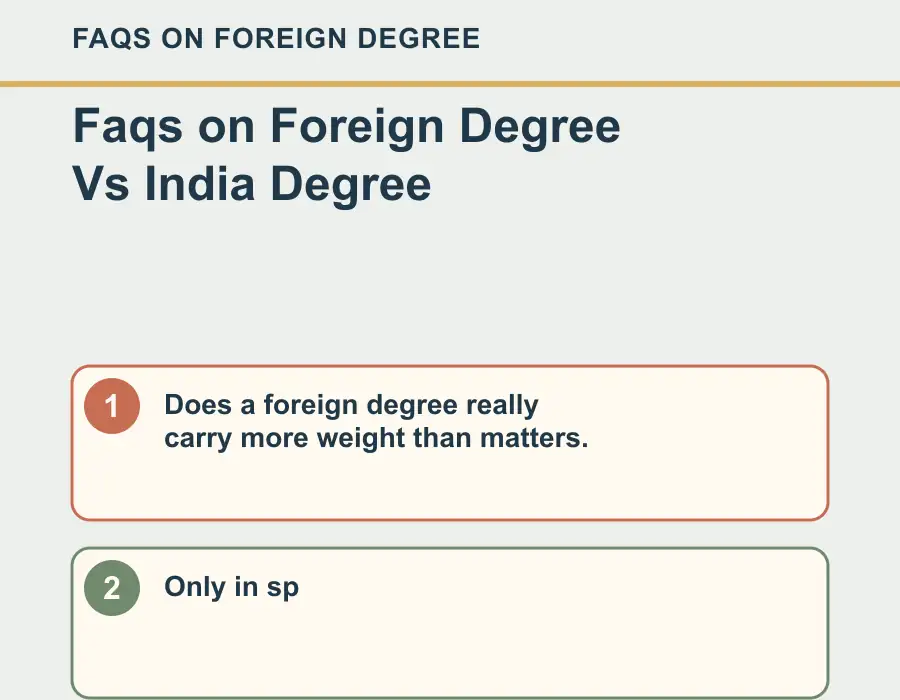 FAQS ON FOREIGN DEGREE
Faqs on Foreign Degree
Vs India Degree
1
Does a foreign degree really
carry more weight than matters.
2
Only in sp